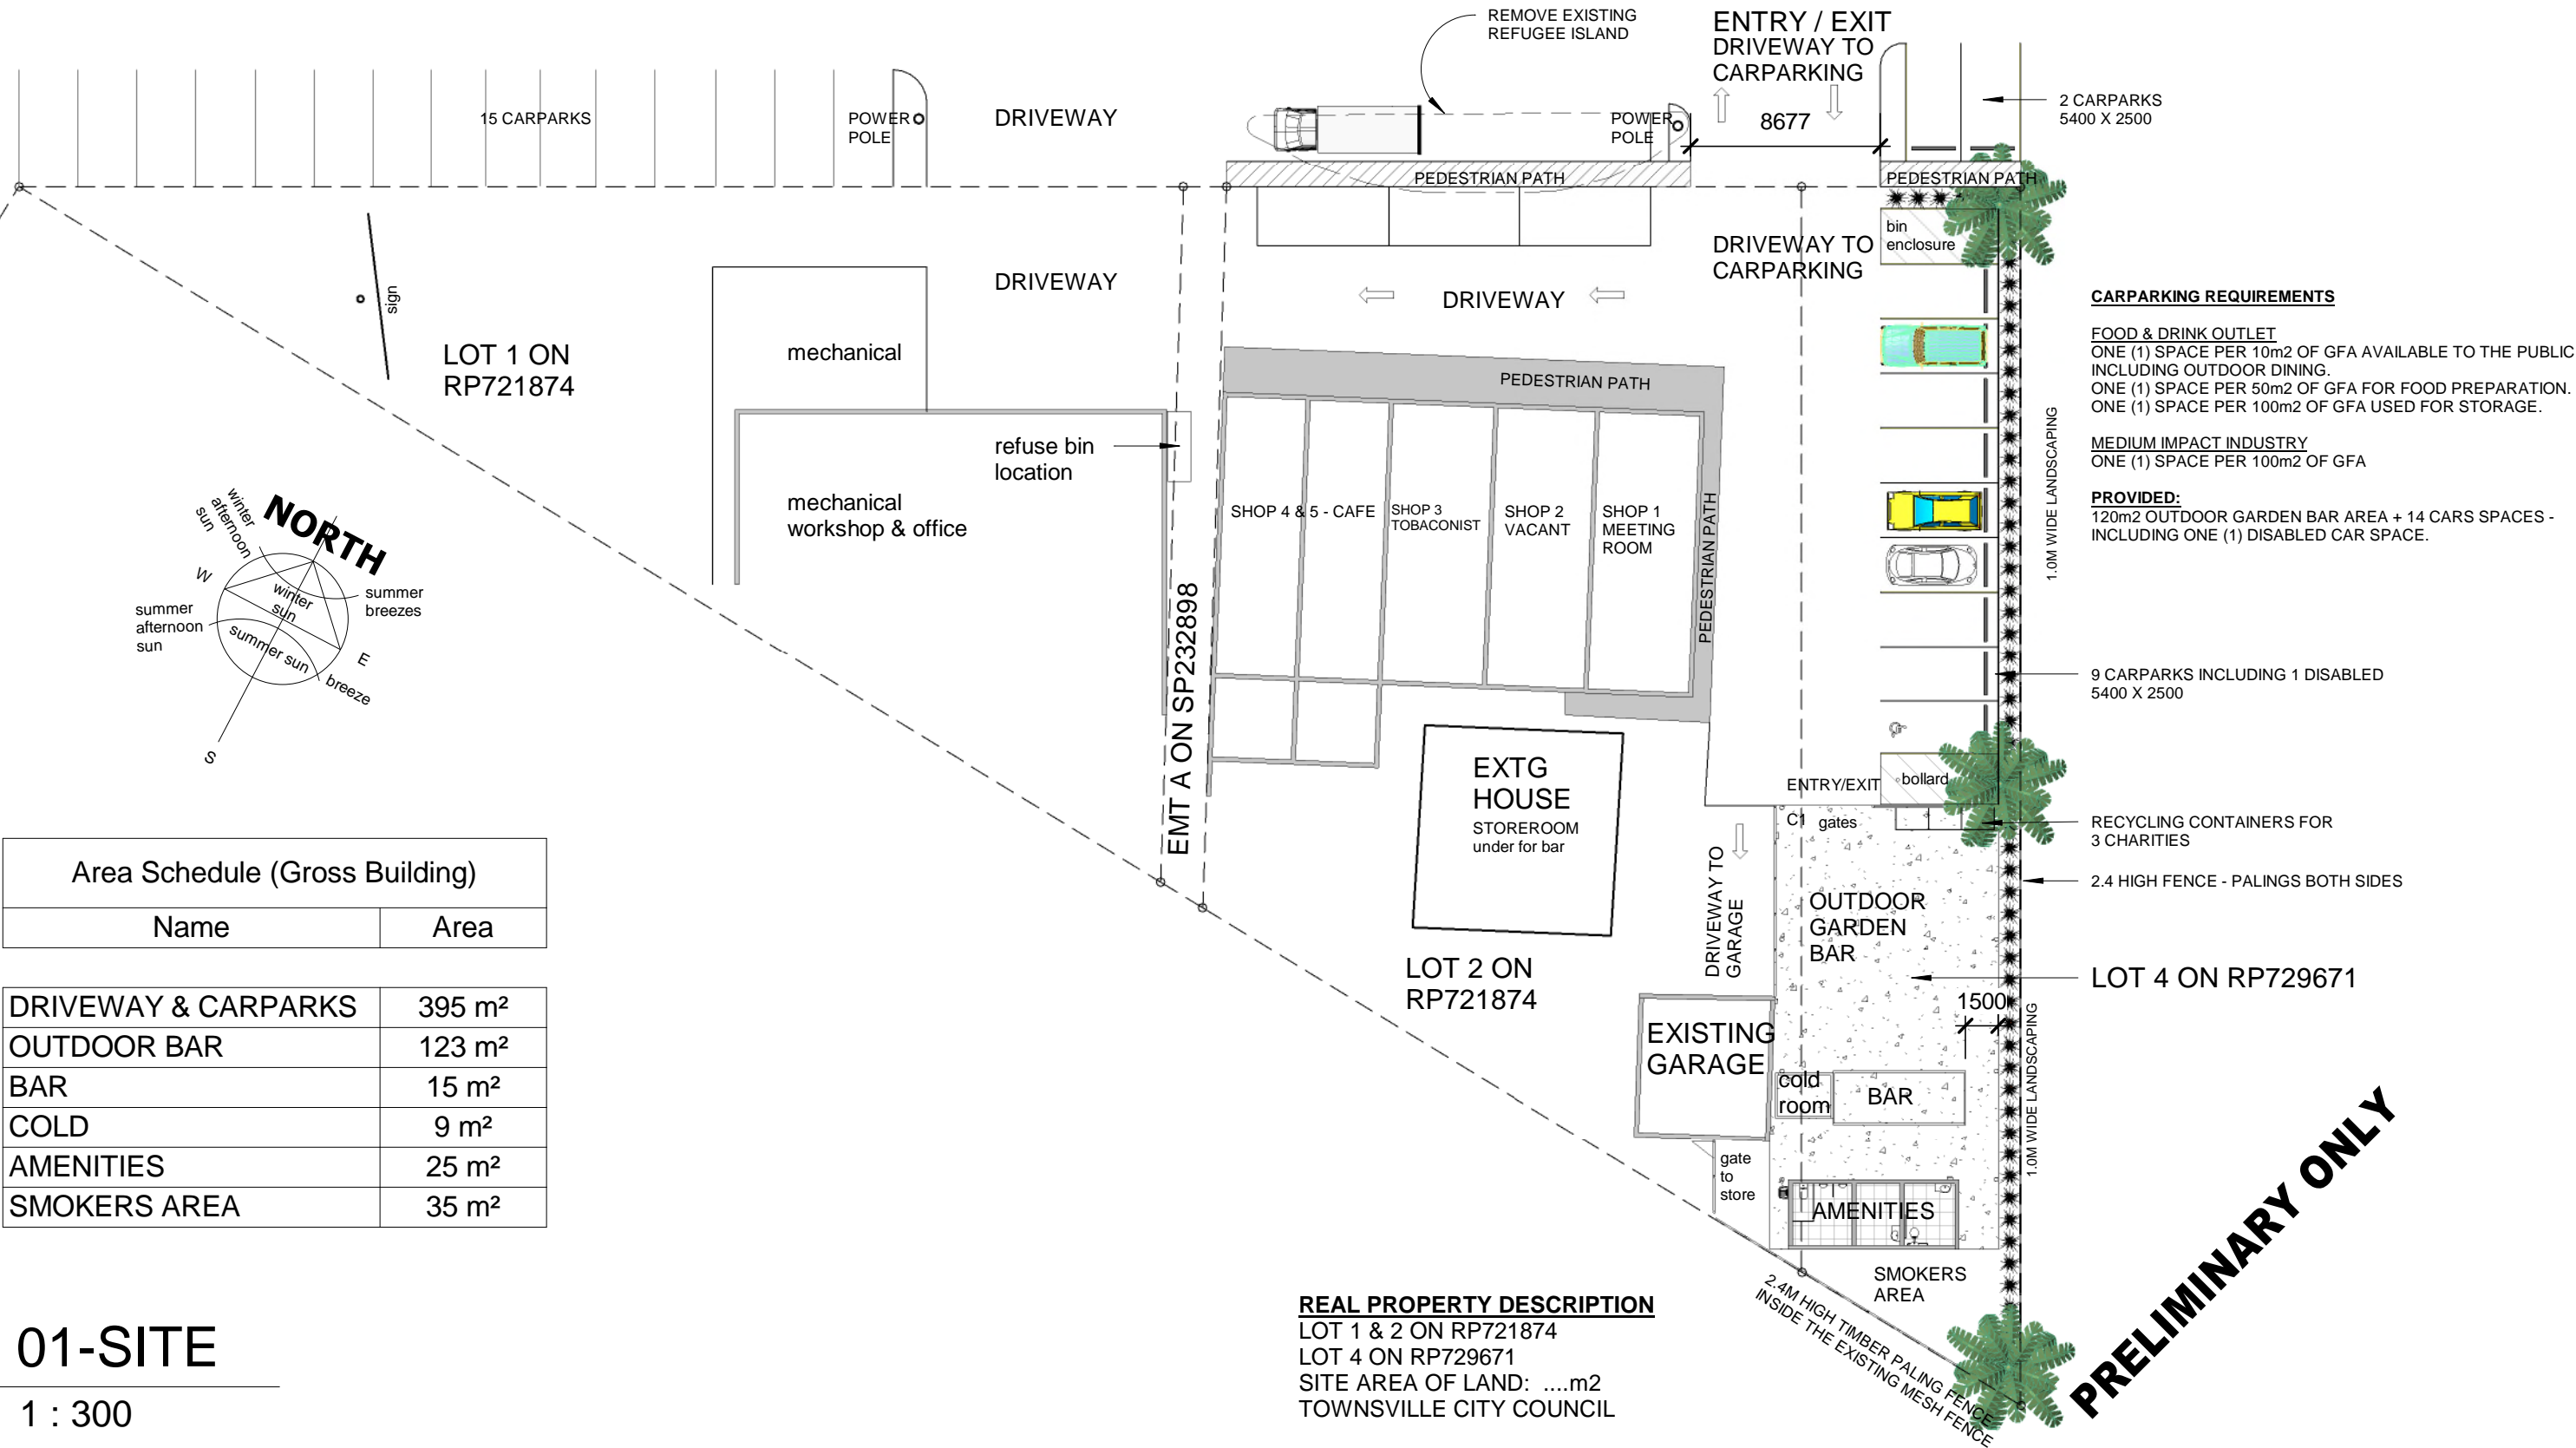 REMOVE EXISTING
REFUGEE ISLAND
ENTRY / EXIT
DRIVEWAY TO
CARPARKING
15 CARPARKS
POWER
POLE
DRIVEWAY
POWER
POLE
8677
2 CARPARKS
5400 X 2500
PEDESTRIAN PATH
PEDESTRIAN PATH
bin
enclosure
sign
DRIVEWAY
DRIVEWAY
DRIVEWAY TO
CARPARKING
LOT 1 ON
RP721874
mechanical
PEDESTRIAN PATH
refuse bin
location
mechanical
workshop & office
SHOP 4 & 5 - CAFE
SHOP 3
TOBACONIST
SHOP 2
VACANT
SHOP 1
MEETING
ROOM
PEDESTRIAN PATH
1.0M WIDE LANDSCAPING
CARPARKING REQUIREMENTS
FOOD & DRINK OUTLET
ONE (1) SPACE PER 10m2 OF GFA AVAILABLE TO THE PUBLIC
INCLUDING OUTDOOR DINING.
ONE (1) SPACE PER 50m2 OF GFA FOR FOOD PREPARATION.
ONE (1) SPACE PER 100m2 OF GFA USED FOR STORAGE.
MEDIUM IMPACT INDUSTRY
ONE (1) SPACE PER 100m2 OF GFA
PROVIDED:
120m2 OUTDOOR GARDEN BAR AREA + 14 CARS SPACES -
INCLUDING ONE (1) DISABLED CAR SPACE.
winter
afternoon
sun
NORTH
W
winter
sun
summer
breezes
summer
afternoon
sun
summer sun
E
breeze
S
EMT A ON SP232898
9 CARPARKS INCLUDING 1 DISABLED
5400 X 2500
EXTG
HOUSE
STOREROOM
under for bar
ENTRY/EXIT
bollard
C1
gates
RECYCLING CONTAINERS FOR
3 CHARITIES
2.4 HIGH FENCE - PALINGS BOTH SIDES
DRIVEWAY TO
GARAGE
OUTDOOR
GARDEN
BAR
LOT 4 ON RP729671
LOT 2 ON
RP721874
1500
EXISTING
GARAGE
cold
room
BAR
1.0M WIDE LANDSCAPING
gate
to
store
AMENITIES
SMOKERS
AREA
2.4M HIGH TIMBER PALING FENCE
INSIDE THE EXISTING MESH FENCE
PRELIMINARY ONLY
Area Schedule (Gross Building)
Name Area
DRIVEWAY & CARPARKS 395 m²
OUTDOOR BAR 123 m²
BAR 15 m²
COLD 9 m²
AMENITIES 25 m²
SMOKERS AREA 35 m²
REAL PROPERTY DESCRIPTION
LOT 1 & 2 ON RP721874
LOT 4 ON RP729671
SITE AREA OF LAND: ....m2
TOWNSVILLE CITY COUNCIL
01-SITE
1 : 300